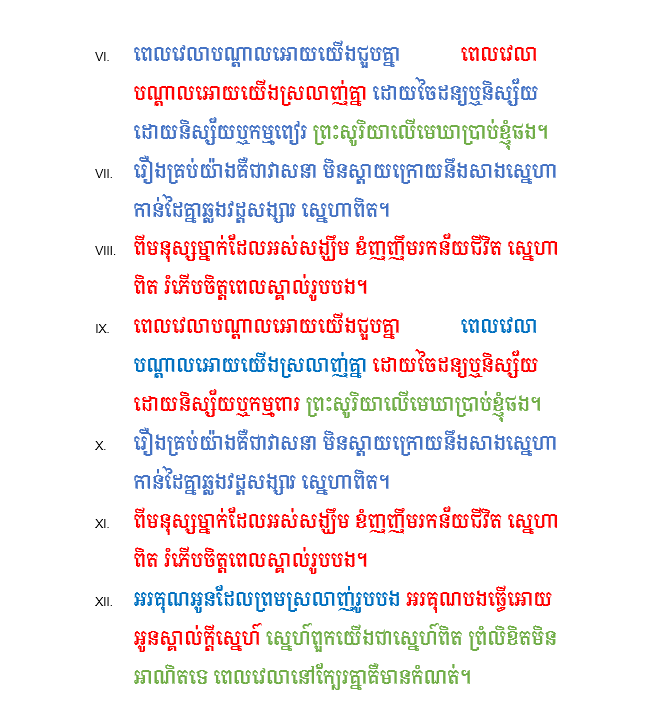 VI. ពេលវេលាបណ្ដាលអោយយើងជួបគ្នា ពេលវេលា
បណ្ដាលអោយយើងស្រលាញ់គ្នា ដោយចៃដន្យឬនិស្ស័យ
ដោយនិស្ស័យឬកម្មពៀរ ព្រះសូរិយាលើមេឃាប្រាប់ខ្ញុំផង។
VII. រឿងគ្រប់យ៉ាងគឺជាវាសនា មិនស្ដាយក្រោយនឹងសាងស្នេហា
កាន់ដៃគ្នាឆ្លងវដ្ដសង្សារ ស្នេហាពិត។
VIII. ពីមនុស្សម្នាក់ដែលអស់សង្ឃឹម ខំញញឹមរកន័យជីវិត ស្នេហា
ពិត រំភើបចិត្តពេលស្គាល់រូបបង។
IX. ពេលវេលាបណ្ដាលអោយយើងជួបគ្នា ពេលវេលា
បណ្ដាលអោយយើងស្រលាញ់គ្នា ដោយចៃដន្យឬនិស្ស័យ
ដោយនិស្ស័យឬកម្មពារ ព្រះសូរិយាលើមេឃាប្រាប់ខ្ញុំផង។
X. រឿងគ្រប់យ៉ាងគឺជាវាសនា មិនស្ដាយក្រោយនឹងសាងស្នេហា
កាន់ដៃគ្នាឆ្លងវដ្ដសង្សារ ស្នេហាពិត។
XI. ពីមនុស្សម្នាក់ដែលអស់សង្ឃឹម ខំញញឹមរកន័យជីវិត ស្នេហា
ពិត រំភើបចិត្តពេលស្គាល់រូបបង។
XII. អរគុណអូនដែលព្រមស្រលាញ់រូបបង អរគុណបងធ្វើអោយ
អូនស្គាល់ក្ដីស្នេហ៍ ស្នេហ៍ពួកយើងជាស្នេហ៍ពិត ព្រំលិខិតមិន
អាណិតទេ ពេលវេលានៅក្បែរគ្នាគឺមានកំណត់។